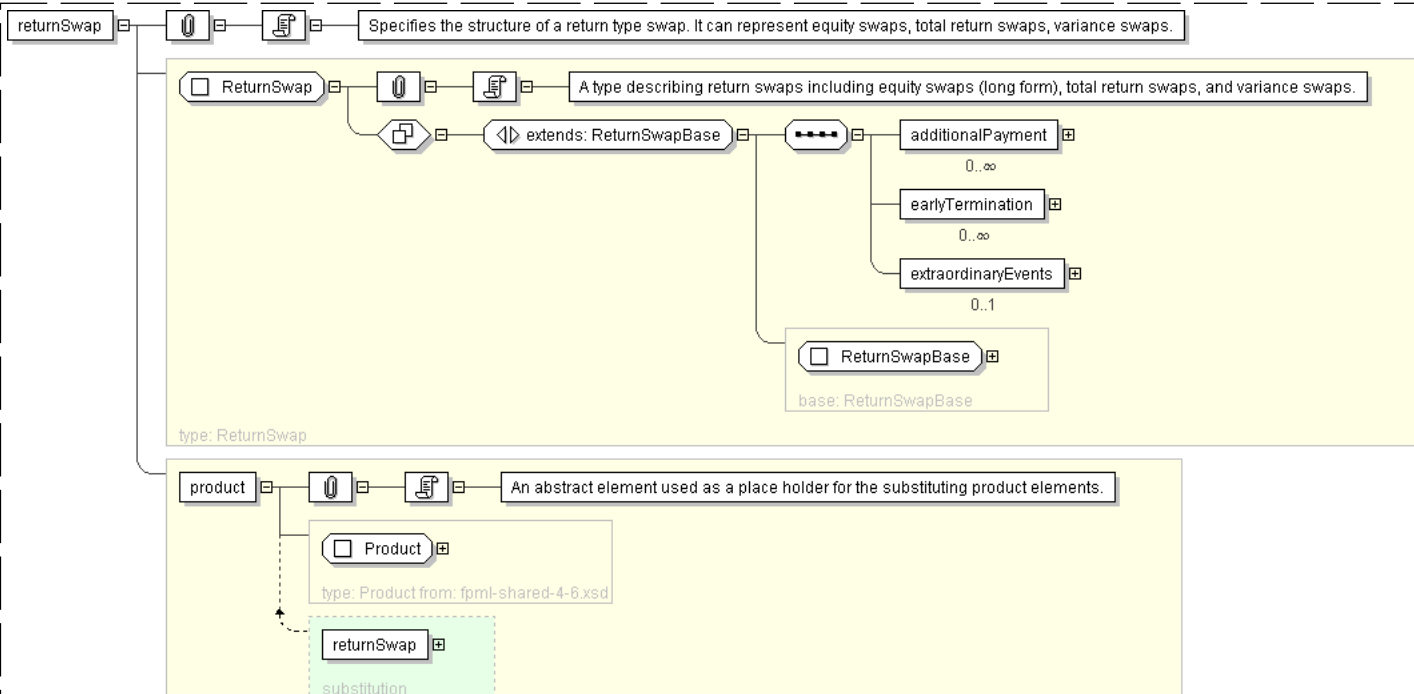 returnSwap
Specifies the structure of a return type swap. It can represent equity swaps, total return swaps, variance swaps.
ReturnSwap
A type describing return swaps including equity swaps (long form), total return swaps, and variance swaps.
extends: ReturnSwapBase
additionalPayment
0..∞
earlyTermination
0..∞
extraordinaryEvents
0..1
ReturnSwapBase
base: ReturnSwapBase
type: ReturnSwap
product
An abstract element used as a place holder for the substituting product elements.
Product
type: Product from: fpml-shared-4-6.xsd
returnSwap
substitution